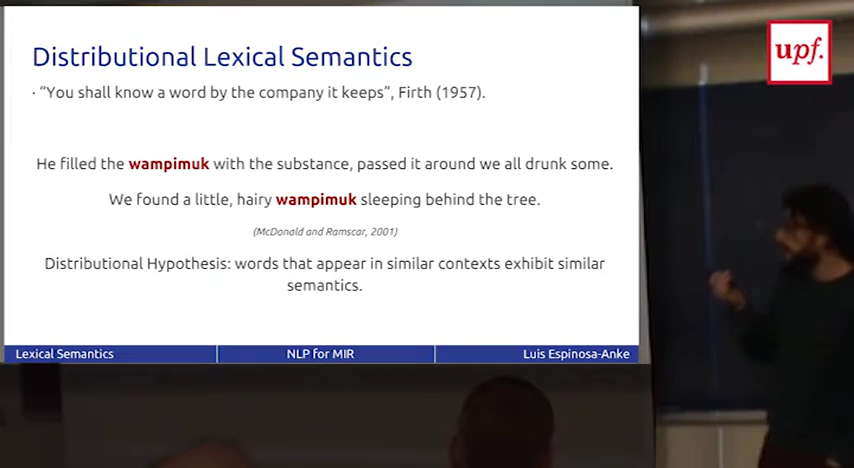 Distributional Lexical Semantics
· “You shall know a word by the company it keeps”, Firth (1957).
He filled the wampimuk with the substance, passed it around we all drunk some.
We found a little, hairy wampimuk sleeping behind the tree.
(McDonald and Ramscar, 2001)
Distributional Hypothesis: words that appear in similar contexts exhibit similar
semantics.
Lexical Semantics
NLP for MIR
Luis Espinosa-Anke
upf.